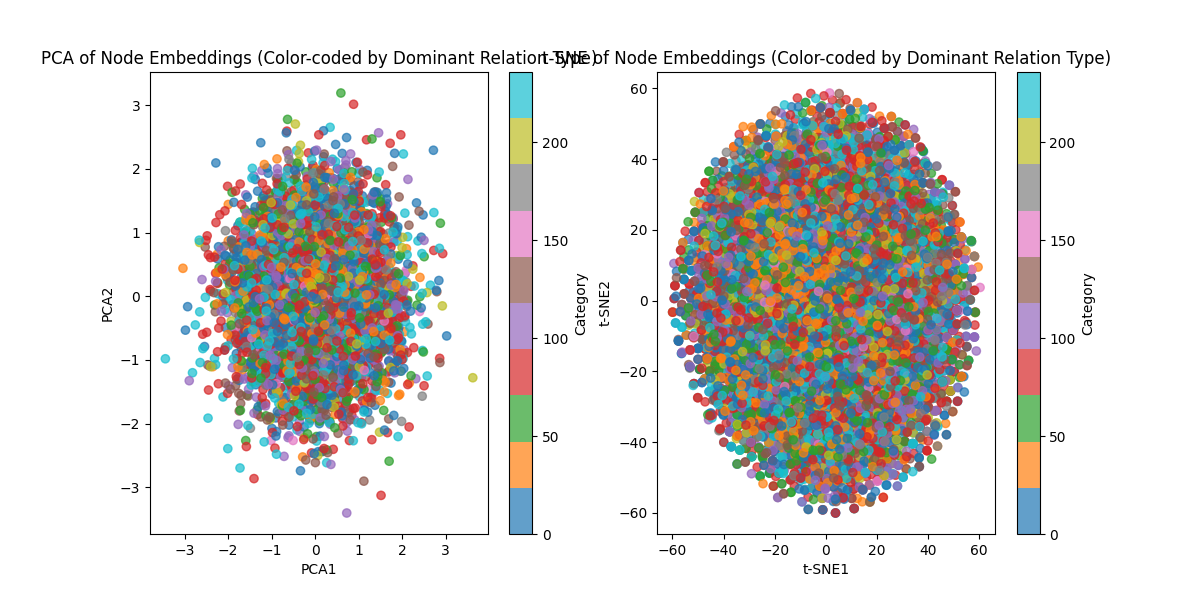 PCA of Node Embeddings (Color-coded by Dominant Relation Type)
t-SNE of Node Embeddings (Color-coded by Dominant Relation Type)
3
2
1
0
−1
−2
−3
PCA2
−3 −2 −1 0 1 2 3
PCA1
200
150
100
50
0
Category
60
40
20
0
−20
−40
−60
t-SNE2
−60 −40 −20 0 20 40 60
t-SNE1
200
150
100
50
0
Category